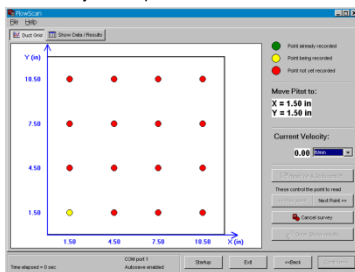 FlowScan
File Help
Duct Grid Show Data / Results
Point already recorded
Point being recorded
Point not yet recorded
Y (in)
10.50
7.50
4.50
1.50
1.50 4.50 7.50 10.50 X (in)
Move Pitot to:
X = 1.50 in
Y = 1.50 in
Current Velocity:
0.00 ft/min
These control the point to read
Next Point >>
Cancel survey
Time elapsed = 0 sec
COM port 1
Autosave enabled
Startup
Exit
<<Back